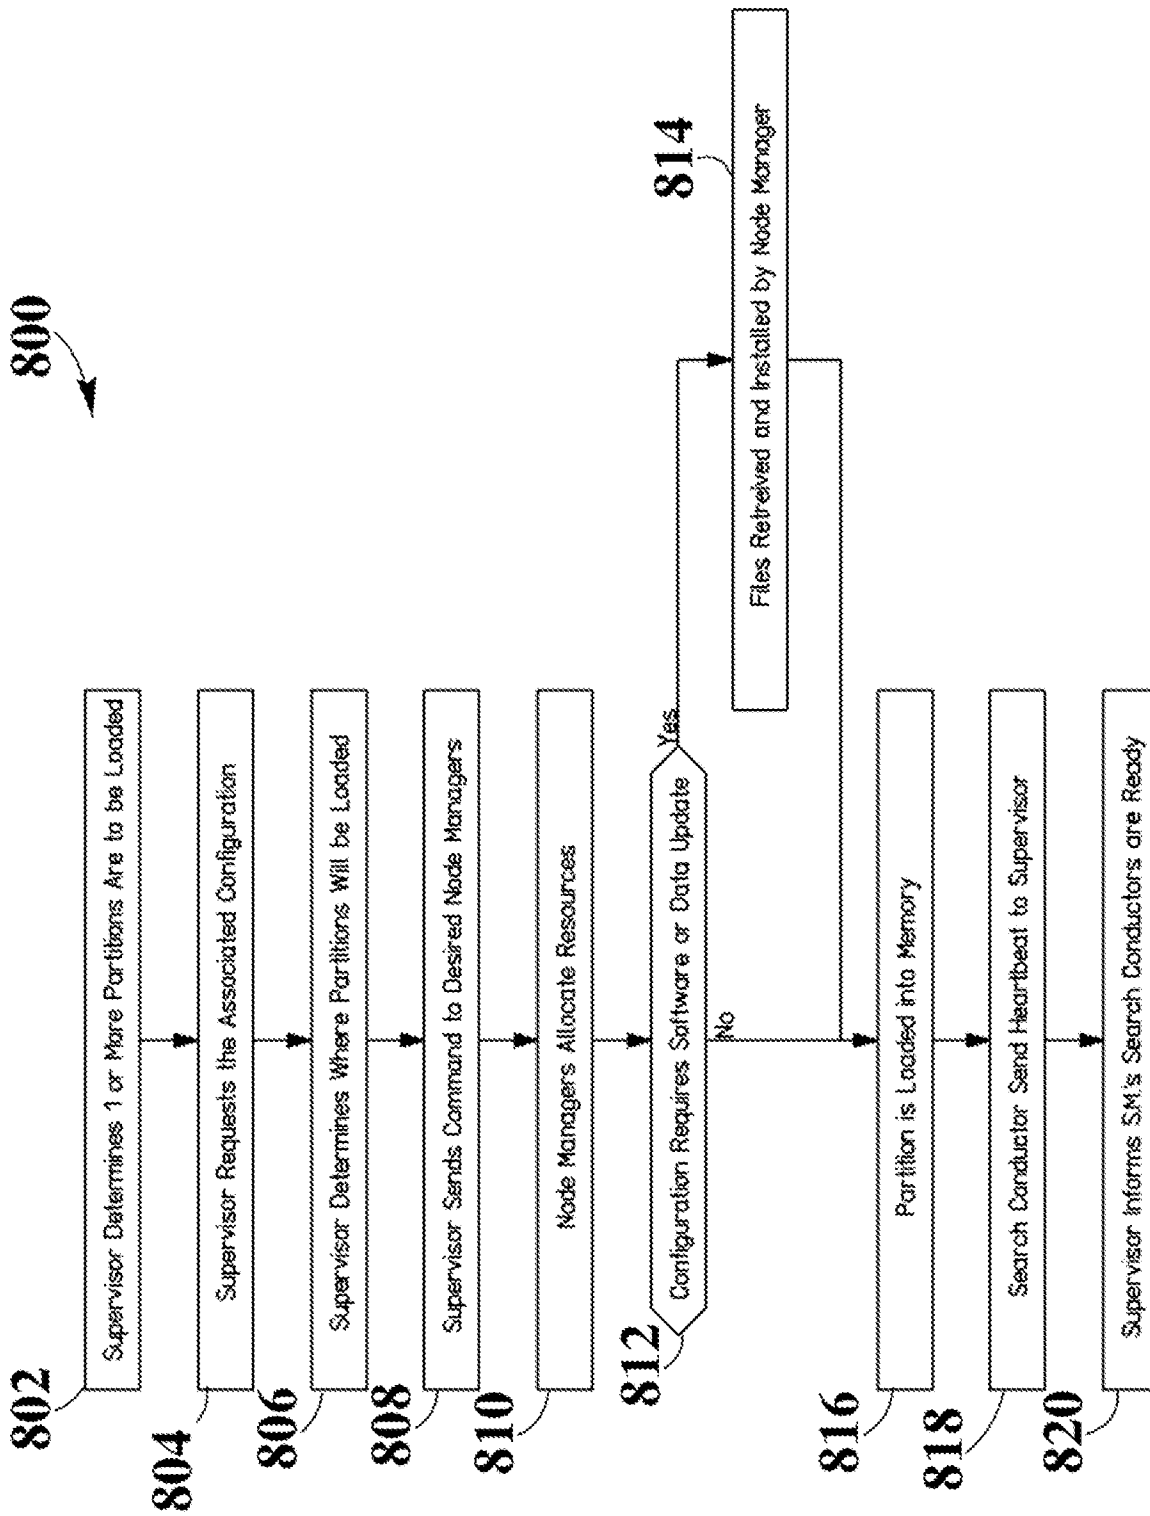 800
802
Supervisor Determines 1 or More Partitions Are to be Loaded
804
Supervisor Requests the Associated Configuration
806
Supervisor Determines Where Partitions Will be Loaded
808
Supervisor Sends Command to Desired Node Managers
810
Node Managers Allocate Resources
812
Configuration Requires Software or Data Update
Yes
814
Files Retreived and Installed by Node Manager
No
816
Partition is Loaded into Memory
818
Search Conductor Send Heartbeat to Supervisor
820
Supervisor Informs S.M.'s Search Conductors are Ready